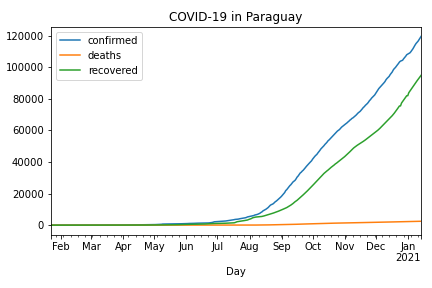 COVID-19 in Paraguay
confirmed
deaths
recovered
120000
100000
80000
60000
40000
20000
0
Feb Mar Apr May Jun Jul Aug Sep Oct Nov Dec Jan
2021
Day